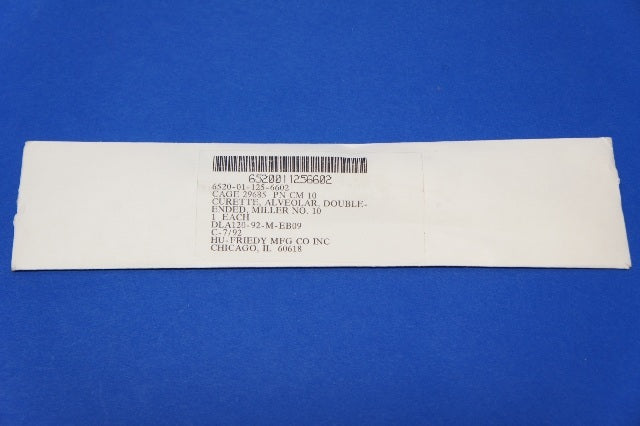 6520011256602
6520-01-125-6602
CAGE 29685 PN CM 10
CURETTE, ALVEOLAR, DOUBLE-
ENDED, MILLER NO. 10
1 EACH
DLA120-92-M-EB09
C-7/92
HU-FRIEDY MFG CO INC
CHICAGO, IL 60618